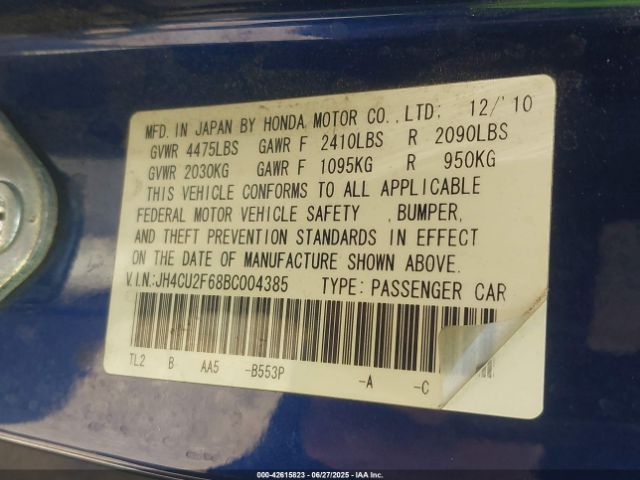 MFD. IN JAPAN BY HONDA MOTOR CO.,LTD; 12/'10
GVWR 4475LBS GAWR F 2410LBS R 2090LBS
GVWR 2030KG GAWR F 1095KG R 950KG
THIS VEHICLE CONFORMS TO ALL APPLICABLE
FEDERAL MOTOR VEHICLE SAFETY , BUMPER,
AND THEFT PREVENTION STANDARDS IN EFFECT
ON THE DATE OF MANUFACTURE SHOWN ABOVE.
V.I.N:JH4CU2F68BC004385 TYPE: PASSENGER CAR
TL2 B AA5 -B553P -A -C
000-42615823 | 06/27/2025 | IAAI, Inc.